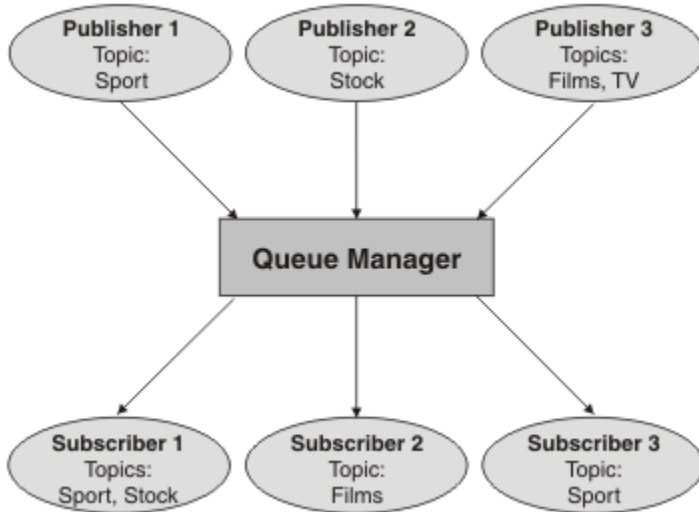 Publisher 1
Topic:
Sport
Publisher 2
Topic:
Stock
Publisher 3
Topics:
Films, TV
Queue Manager
Subscriber 1
Topics:
Sport, Stock
Subscriber 2
Topic:
Films
Subscriber 3
Topic:
Sport